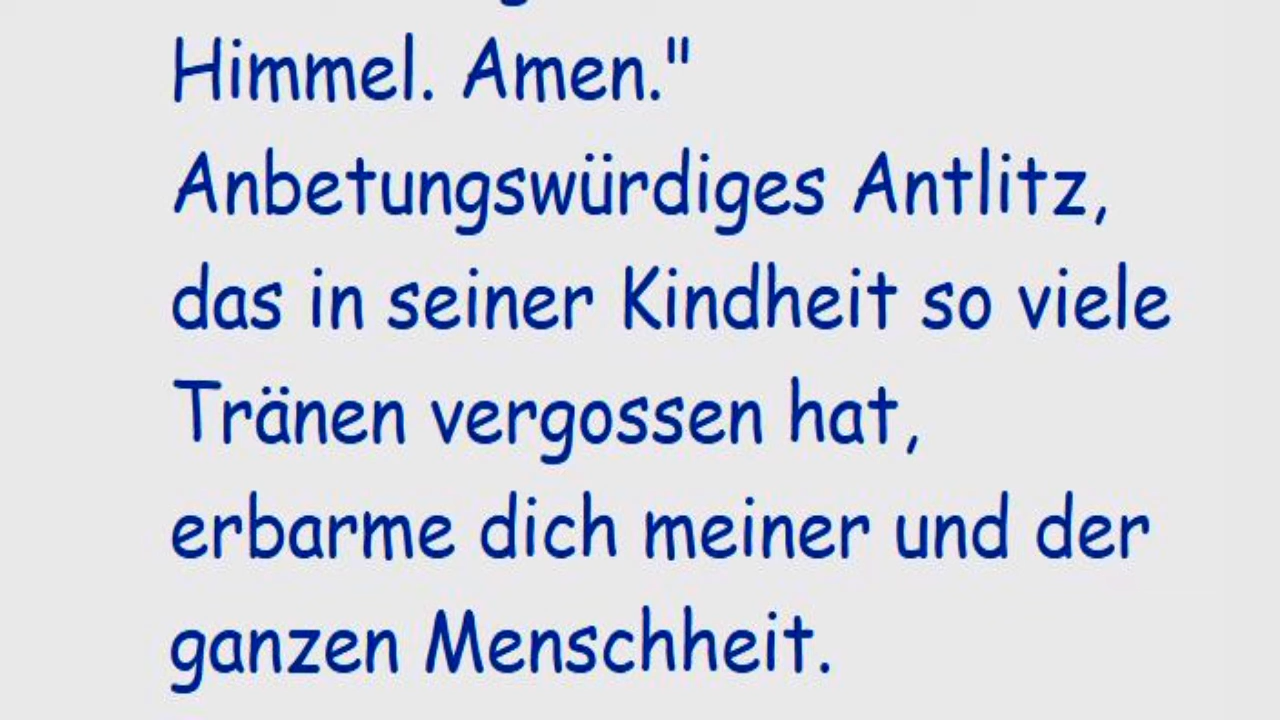 Himmel. Amen."
Anbetungswürdiges Antlitz,
das in seiner Kindheit so viele
Tränen vergossen hat,
erbarme dich meiner und der
ganzen Menschheit.